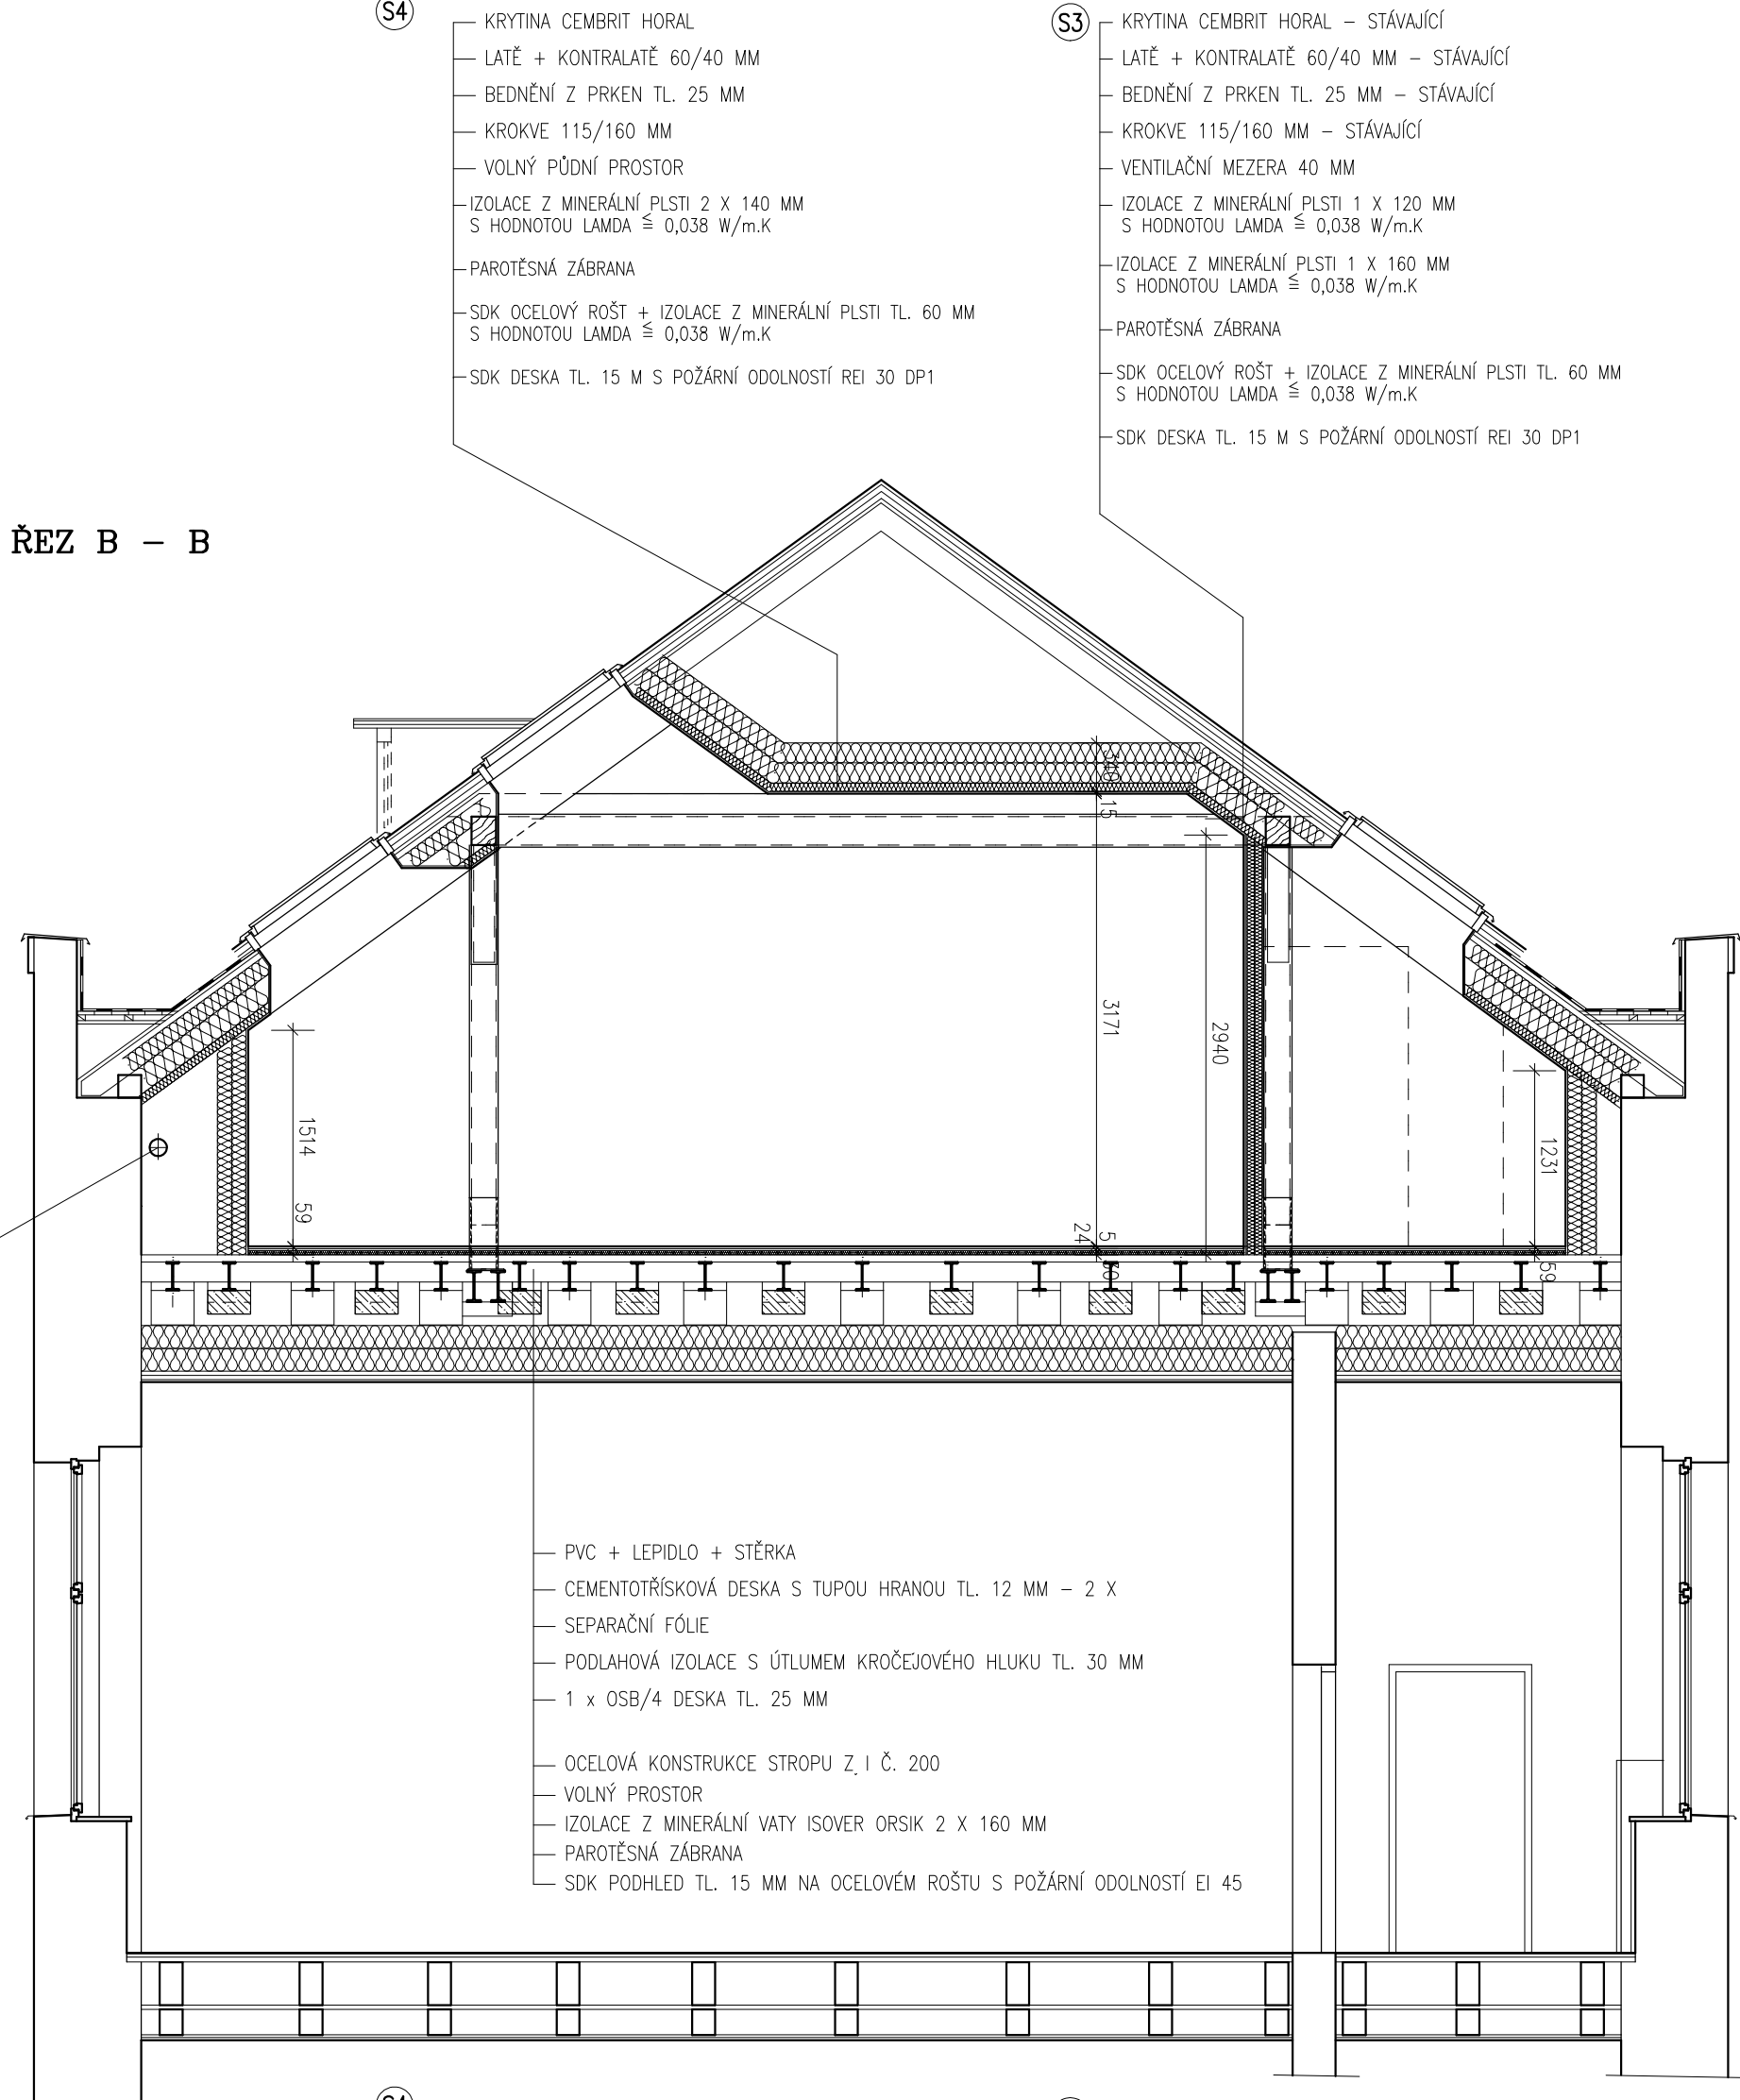 S4
KRYTINA CEMBRIT HORAL
LATĚ + KONTRALATĚ 60/40 MM
BEDNĚNÍ Z PRKEN TL. 25 MM
KROKVE 115/160 MM
VOLNÝ PŮDNÍ PROSTOR
IZOLACE Z MINERÁLNÍ PLSTI 2 X 140 MM
S HODNOTOU LAMDA ≦ 0,038 W/m.K
PAROTĚSNÁ ZÁBRANA
SDK OCELOVÝ ROŠT + IZOLACE Z MINERÁLNÍ PLSTI TL. 60 MM
S HODNOTOU LAMDA ≦ 0,038 W/m.K
SDK DESKA TL. 15 M S POŽÁRNÍ ODOLNOSTÍ REI 30 DP1
S3
KRYTINA CEMBRIT HORAL – STÁVAJÍCÍ
LATĚ + KONTRALATĚ 60/40 MM – STÁVAJÍCÍ
BEDNĚNÍ Z PRKEN TL. 25 MM – STÁVAJÍCÍ
KROKVE 115/160 MM – STÁVAJÍCÍ
VENTILAČNÍ MEZERA 40 MM
IZOLACE Z MINERÁLNÍ PLSTI 1 X 120 MM
S HODNOTOU LAMDA ≦ 0,038 W/m.K
IZOLACE Z MINERÁLNÍ PLSTI 1 X 160 MM
S HODNOTOU LAMDA ≦ 0,038 W/m.K
PAROTĚSNÁ ZÁBRANA
SDK OCELOVÝ ROŠT + IZOLACE Z MINERÁLNÍ PLSTI TL. 60 MM
S HODNOTOU LAMDA ≦ 0,038 W/m.K
SDK DESKA TL. 15 M S POŽÁRNÍ ODOLNOSTÍ REI 30 DP1
ŘEZ B – B
340
15
3171
2940
1514
59
1231
59
5
24
30
PVC + LEPIDLO + STĚRKA
CEMENTOTŘÍSKOVÁ DESKA S TUPOU HRANOU TL. 12 MM – 2 X
SEPARAČNÍ FÓLIE
PODLAHOVÁ IZOLACE S ÚTLUMEM KROČEJOVÉHO HLUKU TL. 30 MM
1 x OSB/4 DESKA TL. 25 MM
OCELOVÁ KONSTRUKCE STROPU Z I Č. 200
VOLNÝ PROSTOR
IZOLACE Z MINERÁLNÍ VATY ISOVER ORSIK 2 X 160 MM
PAROTĚSNÁ ZÁBRANA
SDK PODHLED TL. 15 MM NA OCELOVÉM ROŠTU S POŽÁRNÍ ODOLNOSTÍ EI 45